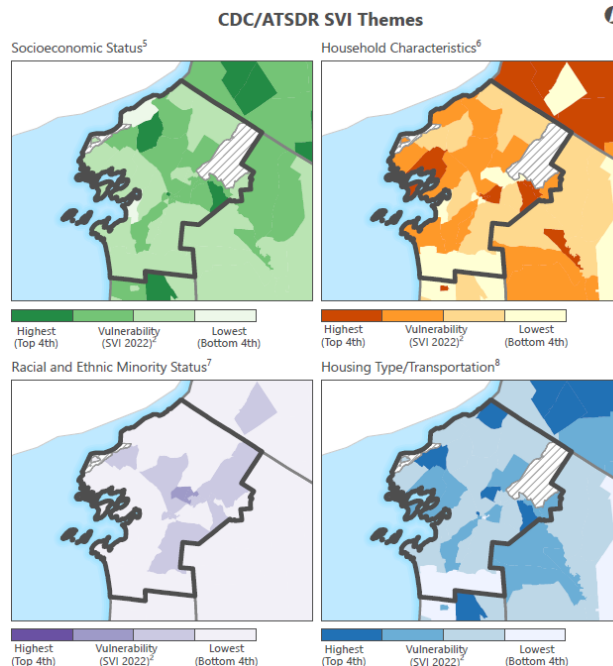 CDC/ATSDR SVI Themes
Socioeconomic Status⁵
Household Characteristics⁶
Highest
(Top 4th)
Vulnerability
(SVI 2022)²
Lowest
(Bottom 4th)
Highest
(Top 4th)
Vulnerability
(SVI 2022)²
Lowest
(Bottom 4th)
Racial and Ethnic Minority Status⁷
Housing Type/Transportation⁸
Highest
(Top 4th)
Vulnerability
(SVI 2022)²
Lowest
(Bottom 4th)
Highest
(Top 4th)
Vulnerability
(SVI 2022)²
Lowest
(Bottom 4th)